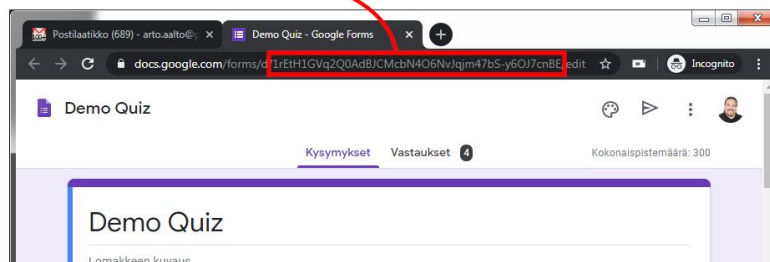 Postilaatikko (689) - arto.aalto@g
Demo Quiz - Google Forms
docs.google.com/forms/d/1rEtH1GVq2Q0AdBJCMcbN4O6NvJqjm47bS-y6OJ7cnBE/edit
Incognito
Demo Quiz
Kysymykset Vastaukset 4
Kokonaispistemäärä: 300
Demo Quiz
Lomakkeen kuvaus